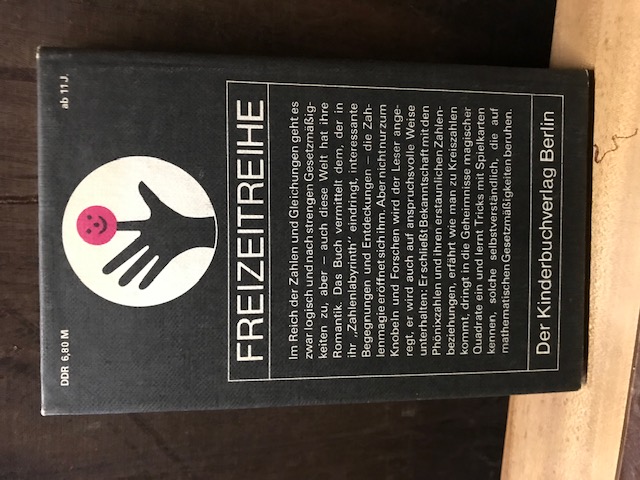 DDR 6,80 M
ab 11 J.
FREIZEITREIHE
Im Reich der Zahlen und Gleichungen geht es
zwar logisch und nach strengen Gesetzmäßig-
keiten zu, aber – auch diese Welt hat ihre
Romantik. Das Buch vermittelt dem, der in
ihr „Zahlenlabyrinth" eindringt, interessante
Begegnungen und Entdeckungen – die Zah-
lenmagie eröffnet sich ihm. Aber nicht nur zum
Knobeln und Forschen wird der Leser ange-
regt, er wird auch auf anspruchsvolle Weise
unterhalten: Er schließt Bekanntschaft mit den
Phönixzahlen und ihren erstaunlichen Zahlen-
beziehungen, erfährt wie man zu Kreiszahlen
kommt, dringt in die Geheimnisse magischer
Quadrate ein und lernt Tricks mit Spielkarten
kennen, solche selbstverständlich, die auf
mathematischen Gesetzmäßigkeiten beruhen.
Der Kinderbuchverlag Berlin